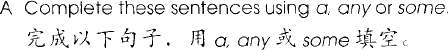 A Complete these sentences using a, any or some.
完成以下句子，用 a, any 或 some 填空。